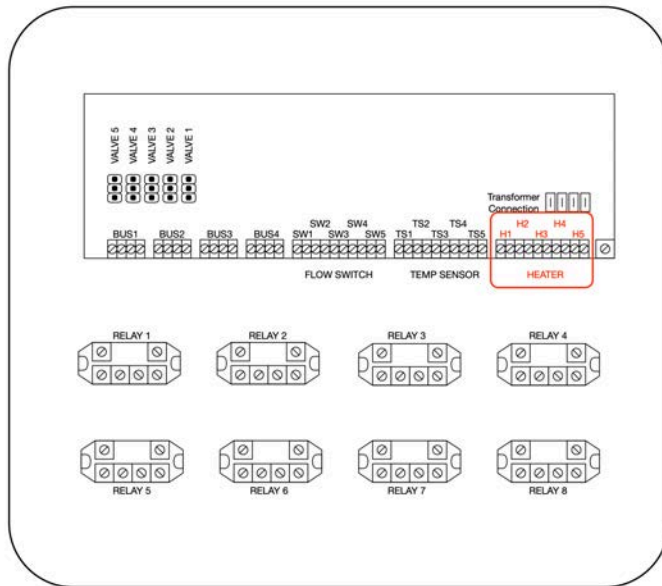 VALVE 5
VALVE 4
VALVE 3
VALVE 2
VALVE 1
Transformer
Connection
SW2 SW4 TS2 TS4 H2 H4
BUS1 BUS2 BUS3 BUS4 SW1 SW3 SW5 TS1 TS3 TS5 H1 H3 H5
FLOW SWITCH TEMP SENSOR HEATER
RELAY 1 RELAY 2 RELAY 3 RELAY 4
RELAY 5 RELAY 6 RELAY 7 RELAY 8